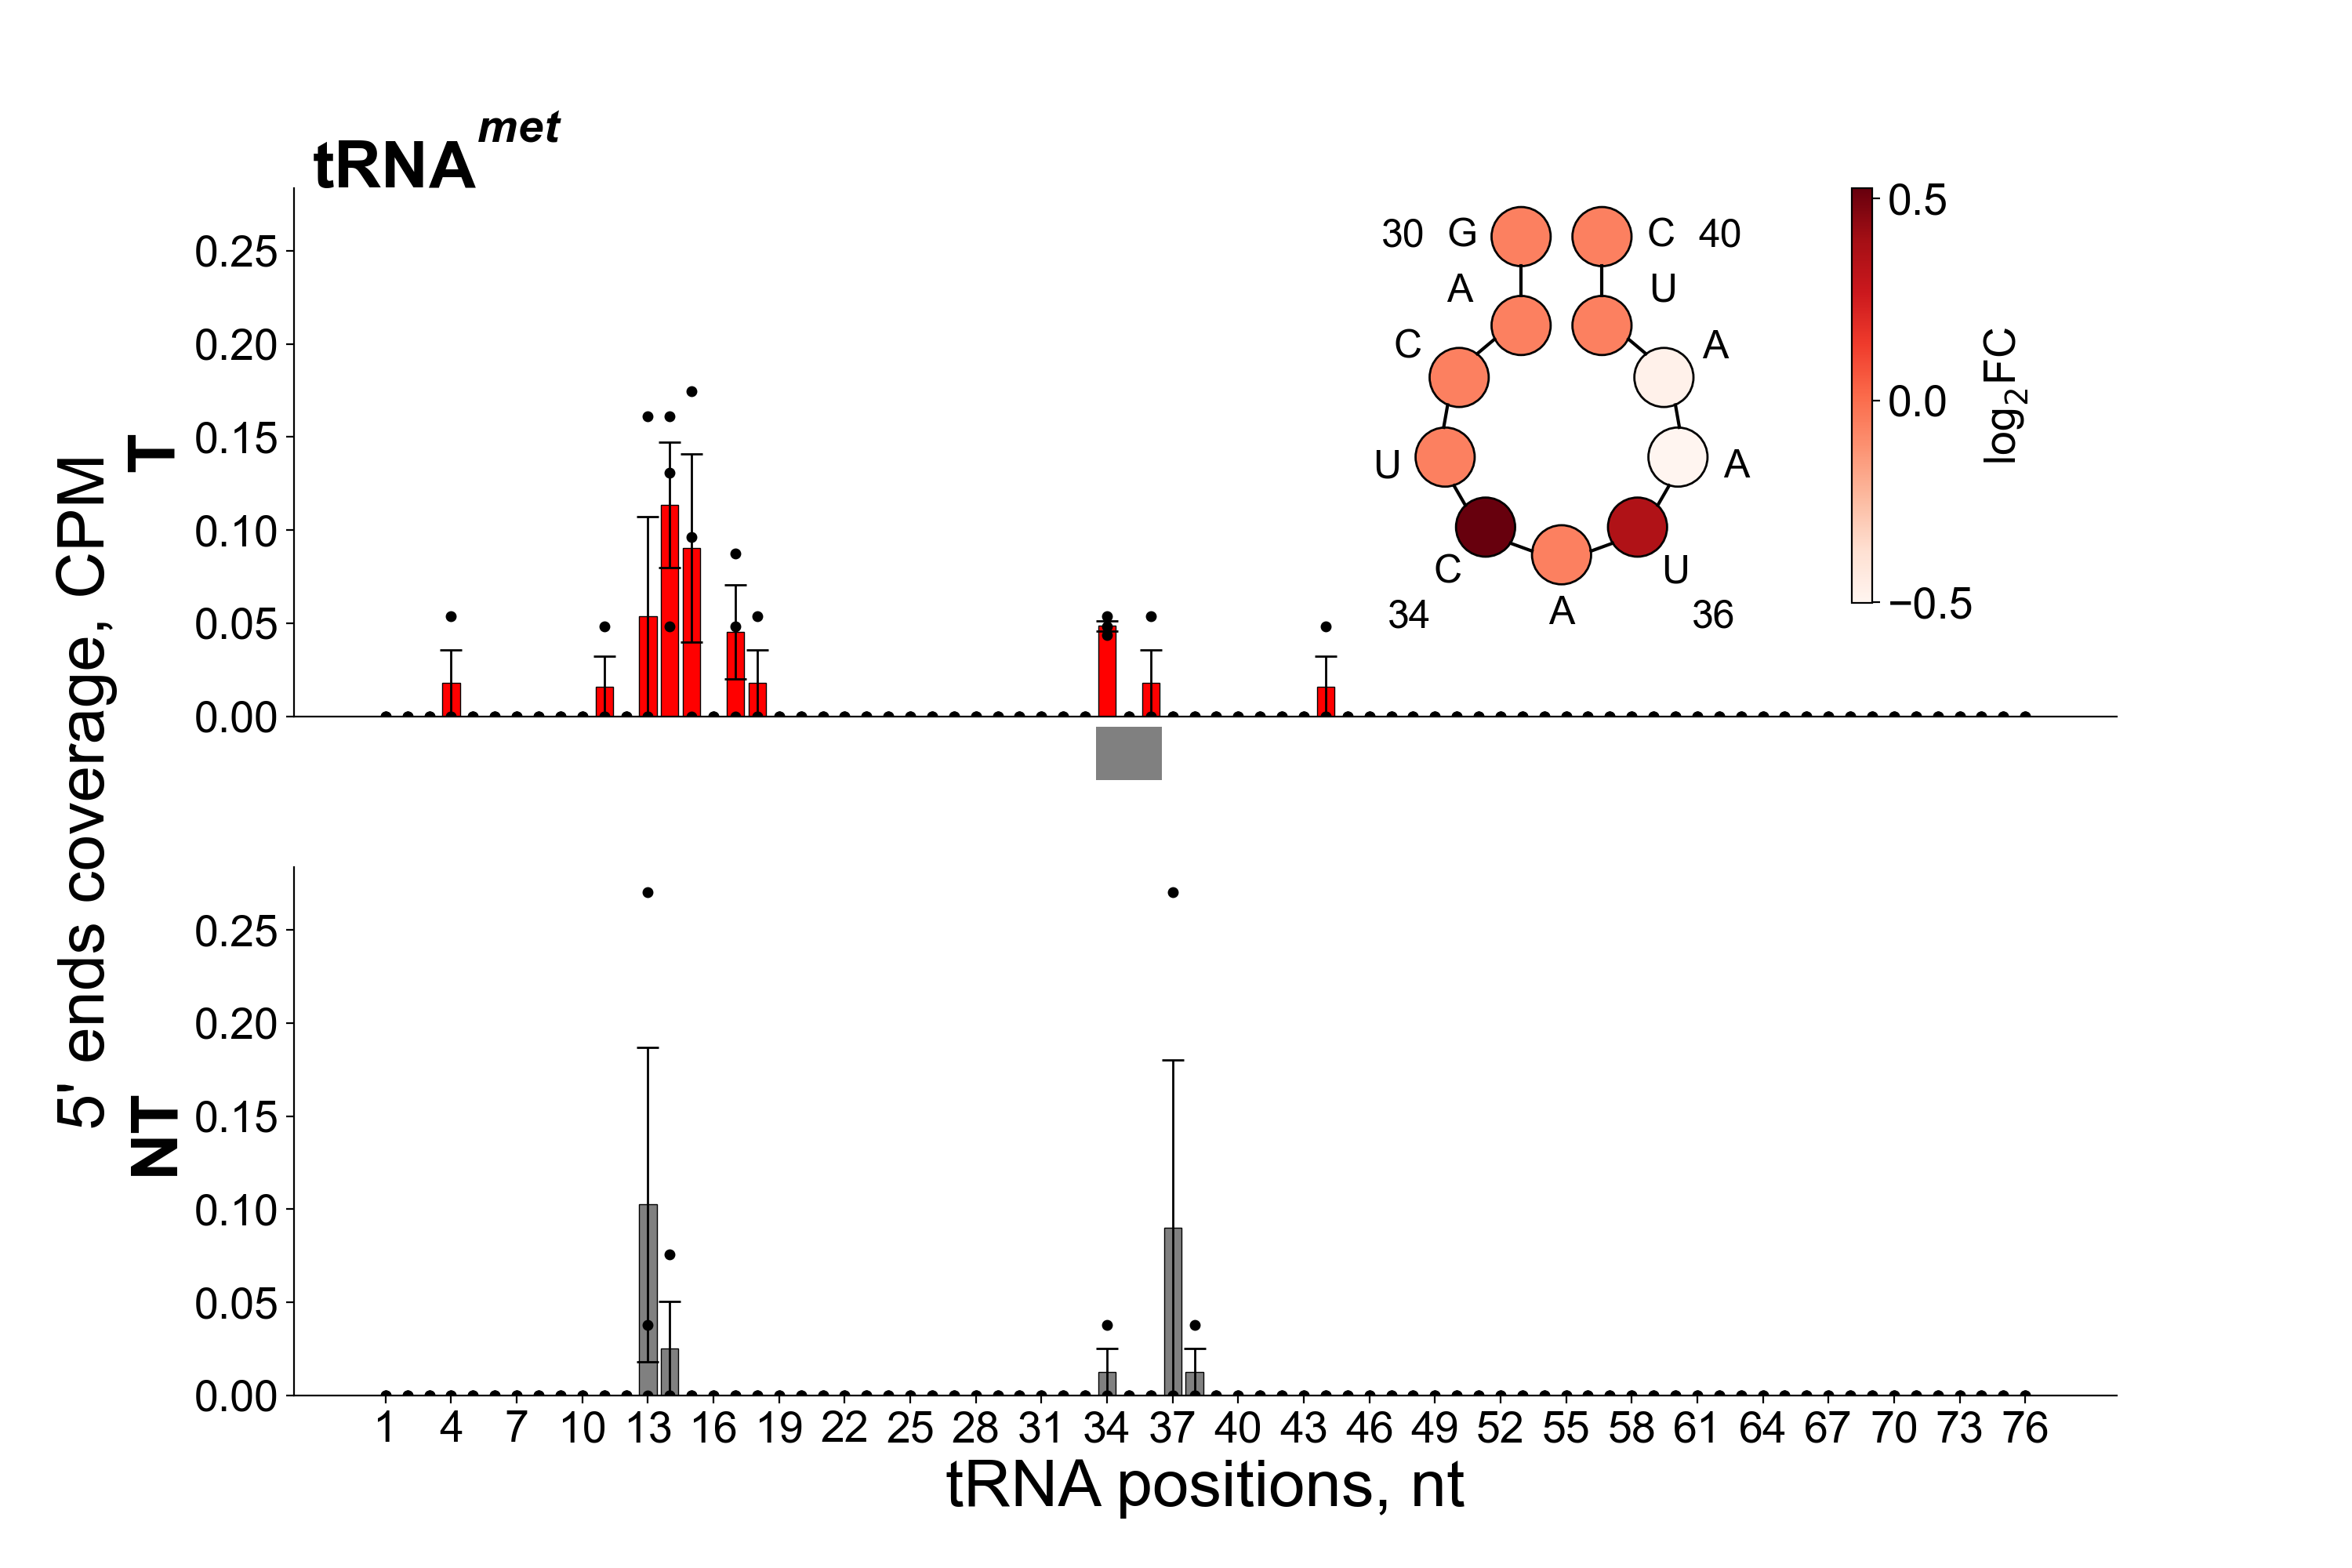 tRNA^met
5' ends coverage, CPM
T
0.25
0.20
0.15
0.10
0.05
0.00
30 G C 40
A U
C A
U A
C U
34 A 36
0.5
0.0
−0.5
log₂FC
NT
0.25
0.20
0.15
0.10
0.05
0.00
1 4 7 10 13 16 19 22 25 28 31 34 37 40 43 46 49 52 55 58 61 64 67 70 73 76
tRNA positions, nt